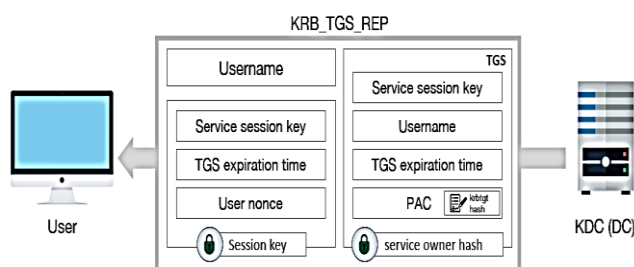 KRB_TGS_REP
Username
Service session key
TGS expiration time
User nonce
Session key
TGS
Service session key
Username
TGS expiration time
PAC
krbtgt
hash
service owner hash
User
KDC (DC)